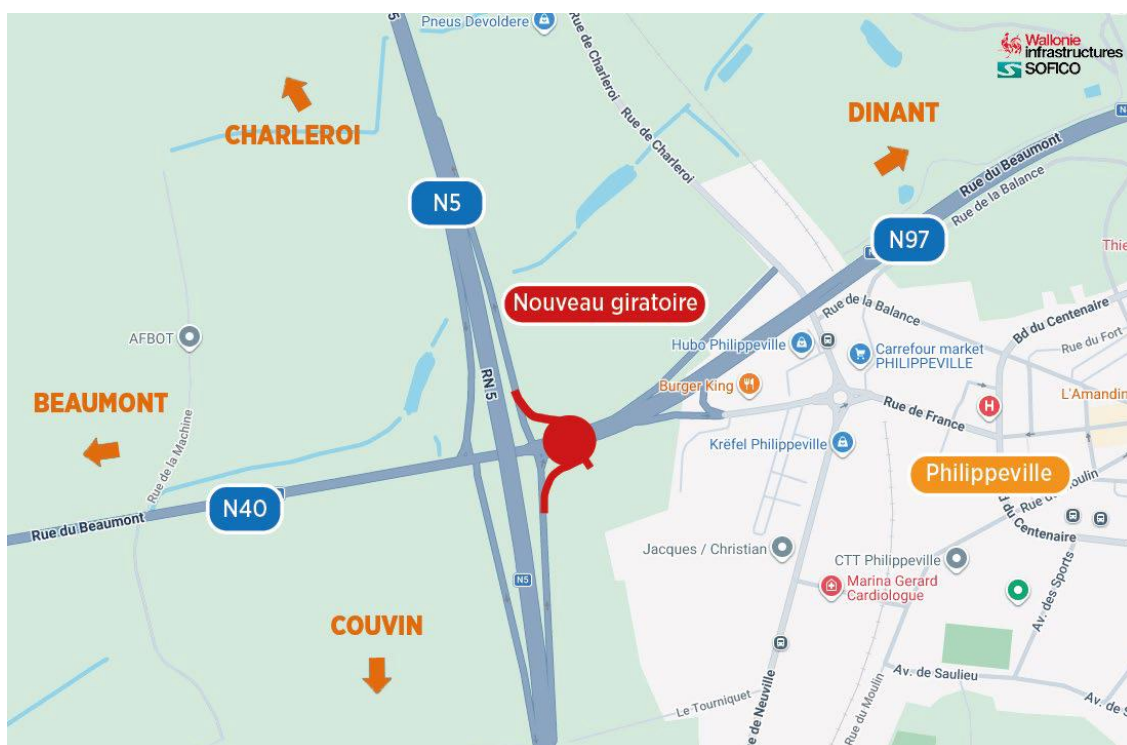 Pneus Devoldere
Rue de Charleroi
Wallonie
infrastructures
SOFICO
CHARLEROI
DINANT
Rue de Charleroi
Rue du Beaumont
Rue de la Balance
N5
N97
Nouveau giratoire
Rue de la Balance
Bd du Centenaire
Rue du Fort
AFBOT
Hubo Philippeville
Carrefour market
PHILIPPEVILLE
RN 5
Burger King
L'Amandin
BEAUMONT
H
Rue de France
Rue de la Machine
Krëfel Philippeville
Philippeville
N40
Rue du Beaumont
Bd du Centenaire
Jacques / Christian
CTT Philippeville
N5
Marina Gerard
Cardiologue
Av. des Sports
COUVIN
Av. de Saulieu
Le Tourniquet
e de Neuville
Rue du Moulin